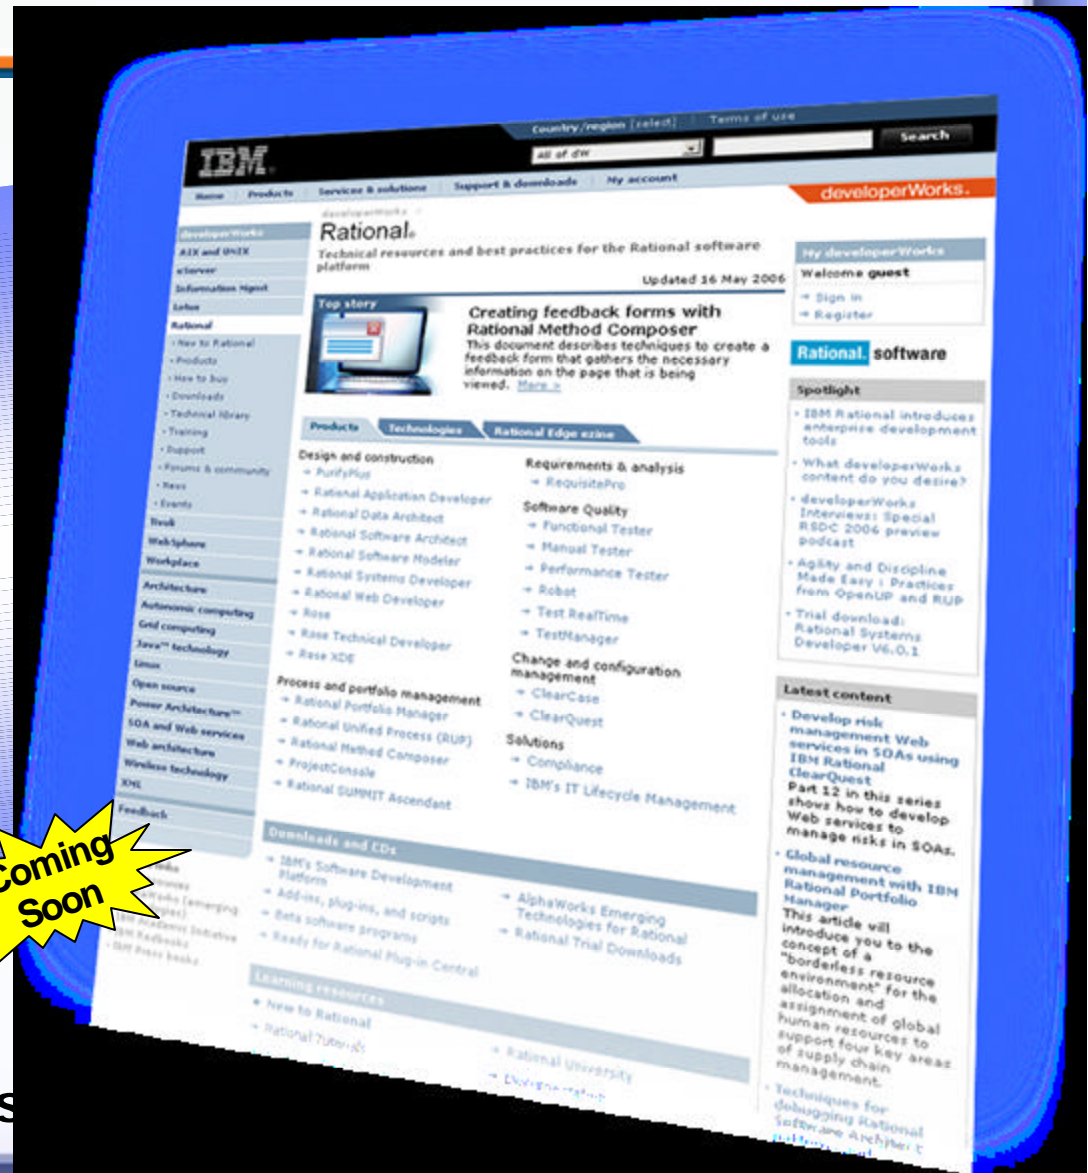 Country/region [select]
Terms of use
IBM.
All of dW
Search
Home
Products
Services & solutions
Support & downloads
My account
developerWorks.
developerWorks
AIX and UNIX
eServer
Information Mgmt
Lotus
Rational
New to Rational
Products
How to buy
Downloads
Technical library
Training
Support
Forums & community
News
Events
Tivoli
WebSphere
Workplace
Architecture
Autonomic computing
Grid computing
Java™ technology
Linux
Open source
Power Architecture™
SOA and Web services
Web architecture
Wireless technology
XML
Feedback
(emerging
IBM Academic Initiative
IBM Redbooks
IBM Press books
Coming
Soon
developerWorks >
Rational.
Technical resources and best practices for the Rational software
platform
Updated 16 May 2006
Top story
Creating feedback forms with
Rational Method Composer
This document describes techniques to create a
feedback form that gathers the necessary
information on the page that is being
viewed. More >
Products
Technologies
Rational Edge ezine
Design and construction
→ PurifyPlus
→ Rational Application Developer
→ Rational Data Architect
→ Rational Software Architect
→ Rational Software Modeler
→ Rational Systems Developer
→ Rational Web Developer
→ Rose
→ Rose Technical Developer
→ Rose XDE
Process and portfolio management
→ Rational Portfolio Manager
→ Rational Unified Process (RUP)
→ Rational Method Composer
→ ProjectConsole
→ Rational SUMMIT Ascendant
Requirements & analysis
→ RequisitePro
Software Quality
→ Functional Tester
→ Manual Tester
→ Performance Tester
→ Robot
→ Test RealTime
→ TestManager
Change and configuration
management
→ ClearCase
→ ClearQuest
Solutions
→ Compliance
→ IBM's IT Lifecycle Management
Downloads and CDs
→ IBM's Software Development
Platform
→ Add-ins, plug-ins, and scripts
→ Beta software programs
→ Ready for Rational Plug-in Central
→ AlphaWorks Emerging
Technologies for Rational
→ Rational Trial Downloads
Learning resources
→ New to Rational
→ Rational Tutorials
→ Rational University
My developerWorks
Welcome guest
→ Sign in
→ Register
Rational. software
Spotlight
• IBM Rational introduces
enterprise development
tools
• What developerWorks
content do you desire?
• developerWorks
Interviews: Special
RSDC 2006 preview
podcast
• Agility and Discipline
Made Easy : Practices
from OpenUP and RUP
• Trial download:
Rational Systems
Developer V6.0.1
Latest content
• Develop risk
management Web
services in SOAs using
IBM Rational
ClearQuest
Part 12 in this series
shows how to develop
Web services to
manage risks in SOAs.
• Global resource
management with IBM
Rational Portfolio
Manager
This article will
introduce you to the
concept of a
"borderless resource
environment" for the
allocation and
assignment of global
human resources to
support four key areas
of supply chain
management.
• Techniques for
debugging Rational
Software Architect
s